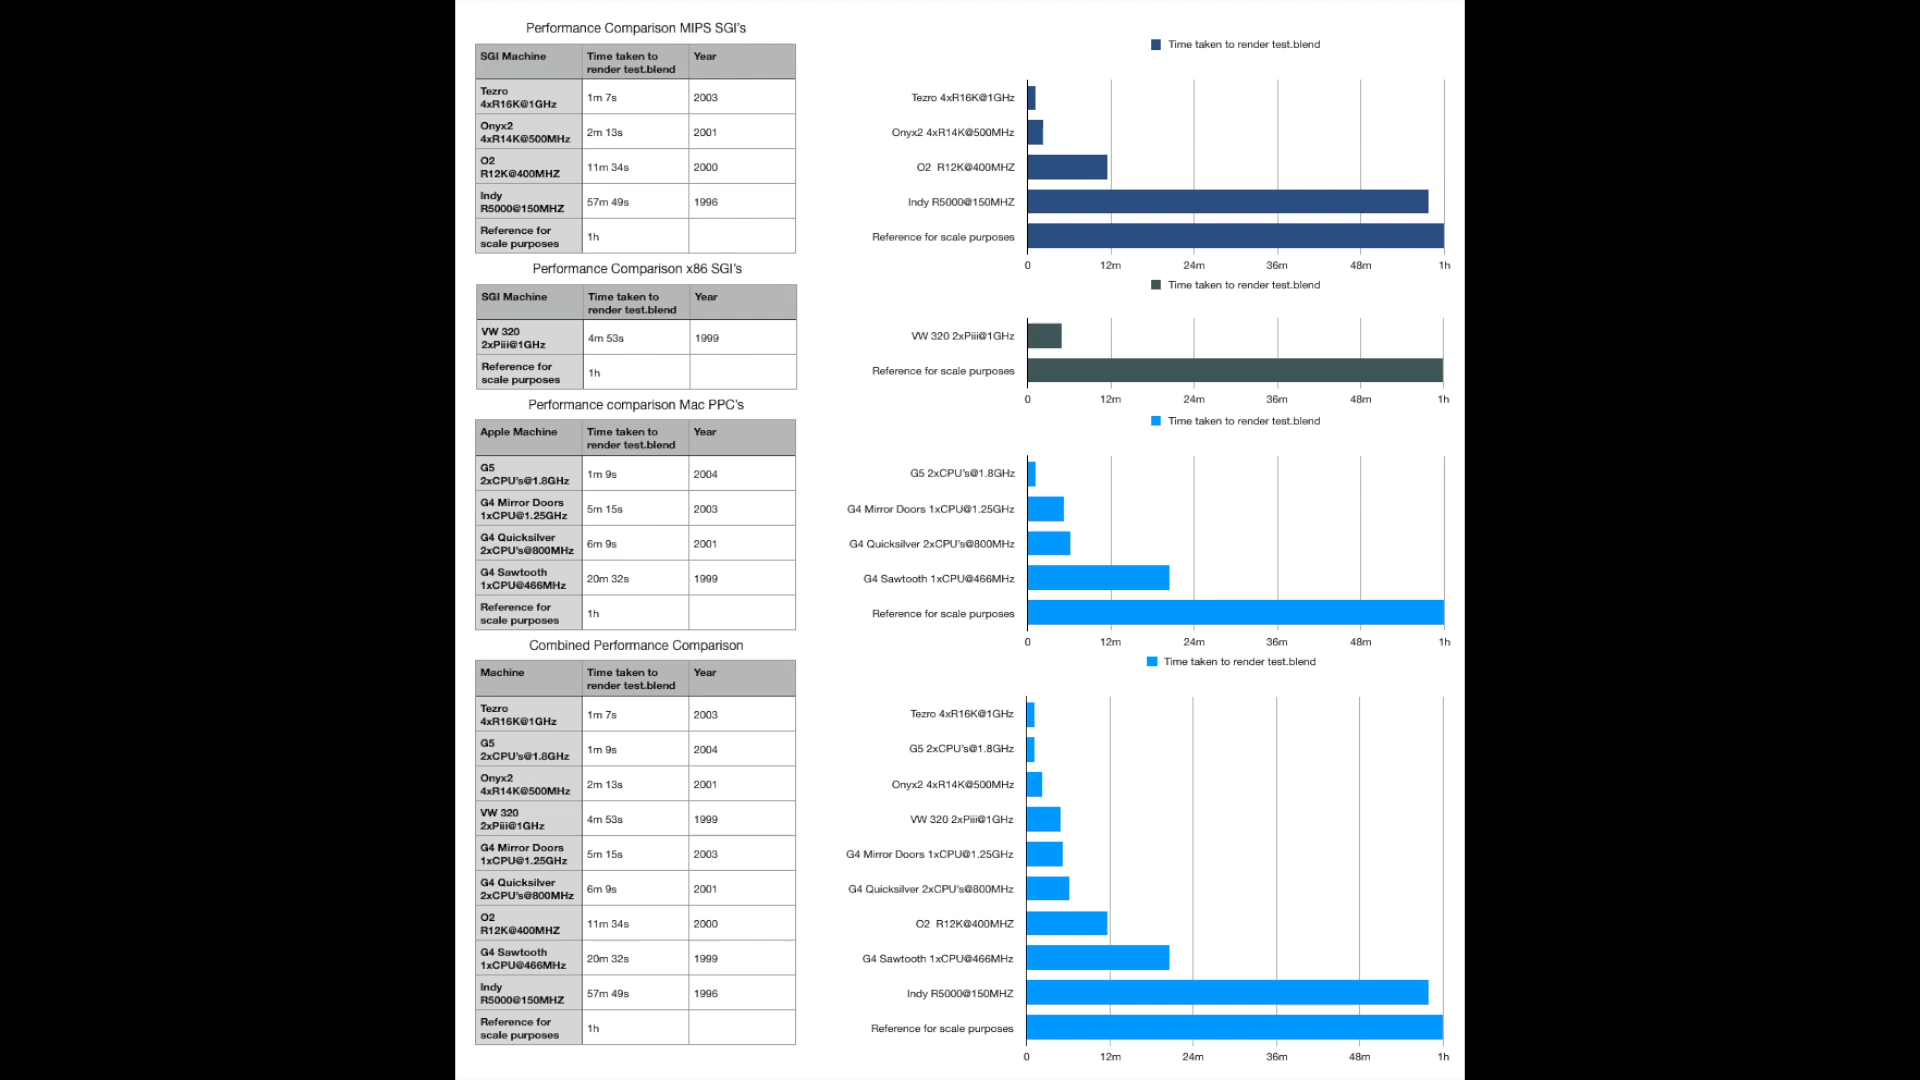 Performance Comparison MIPS SGI's
SGI Machine Time taken to render test.blend Year
Tezro 4xR16K@1GHz 1m 7s 2003
Onyx2 4xR14K@500MHz 2m 13s 2001
O2 R12K@400MHZ 11m 34s 2000
Indy R5000@150MHZ 57m 49s 1996
Reference for scale purposes 1h
Time taken to render test.blend
Tezro 4xR16K@1GHz
Onyx2 4xR14K@500MHz
O2 R12K@400MHZ
Indy R5000@150MHZ
Reference for scale purposes
0 12m 24m 36m 48m 1h
Performance Comparison x86 SGI's
SGI Machine Time taken to render test.blend Year
VW 320 2xPiii@1GHz 4m 53s 1999
Reference for scale purposes 1h
Time taken to render test.blend
VW 320 2xPiii@1GHz
Reference for scale purposes
0 12m 24m 36m 48m 1h
Performance comparison Mac PPC's
Apple Machine Time taken to render test.blend Year
G5 2xCPU's@1.8GHz 1m 9s 2004
G4 Mirror Doors 1xCPU@1.25GHz 5m 15s 2003
G4 Quicksilver 2xCPU's@800MHz 6m 9s 2001
G4 Sawtooth 1xCPU@466MHz 20m 32s 1999
Reference for scale purposes 1h
Time taken to render test.blend
G5 2xCPU's@1.8GHz
G4 Mirror Doors 1xCPU@1.25GHz
G4 Quicksilver 2xCPU's@800MHz
G4 Sawtooth 1xCPU@466MHz
Reference for scale purposes
0 12m 24m 36m 48m 1h
Combined Performance Comparison
Machine Time taken to render test.blend Year
Tezro 4xR16K@1GHz 1m 7s 2003
G5 2xCPU's@1.8GHz 1m 9s 2004
Onyx2 4xR14K@500MHz 2m 13s 2001
VW 320 2xPiii@1GHz 4m 53s 1999
G4 Mirror Doors 1xCPU@1.25GHz 5m 15s 2003
G4 Quicksilver 2xCPU's@800MHz 6m 9s 2001
O2 R12K@400MHZ 11m 34s 2000
G4 Sawtooth 1xCPU@466MHz 20m 32s 1999
Indy R5000@150MHZ 57m 49s 1996
Reference for scale purposes 1h
Time taken to render test.blend
Tezro 4xR16K@1GHz
G5 2xCPU's@1.8GHz
Onyx2 4xR14K@500MHz
VW 320 2xPiii@1GHz
G4 Mirror Doors 1xCPU@1.25GHz
G4 Quicksilver 2xCPU's@800MHz
O2 R12K@400MHZ
G4 Sawtooth 1xCPU@466MHz
Indy R5000@150MHZ
Reference for scale purposes
0 12m 24m 36m 48m 1h